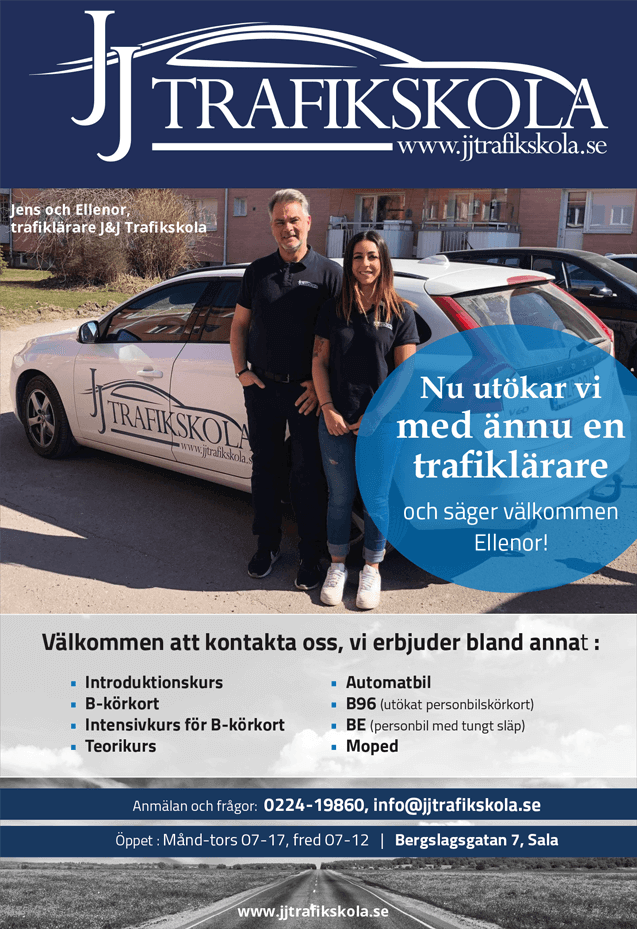 JJ TRAFIKSKOLA
www.jjtrafikskola.se
Jens och Ellenor,
trafiklärare J&J Trafikskola
JJ TRAFIKSKOLA
www.jjtrafikskola.s
Nu utökar vi
med ännu en
trafiklärare
och säger välkommen
Ellenor!
Välkommen att kontakta oss, vi erbjuder bland annat :
Introduktionskurs
B-körkort
Intensivkurs för B-körkort
Teorikurs
Automatbil
B96 (utökat personbilskörkort)
BE (personbil med tungt släp)
Moped
Anmälan och frågor: 0224-19860, info@jjtrafikskola.se
Öppet : Månd-tors 07-17, fred 07-12 | Bergslagsgatan 7, Sala
www.jjtrafikskola.se